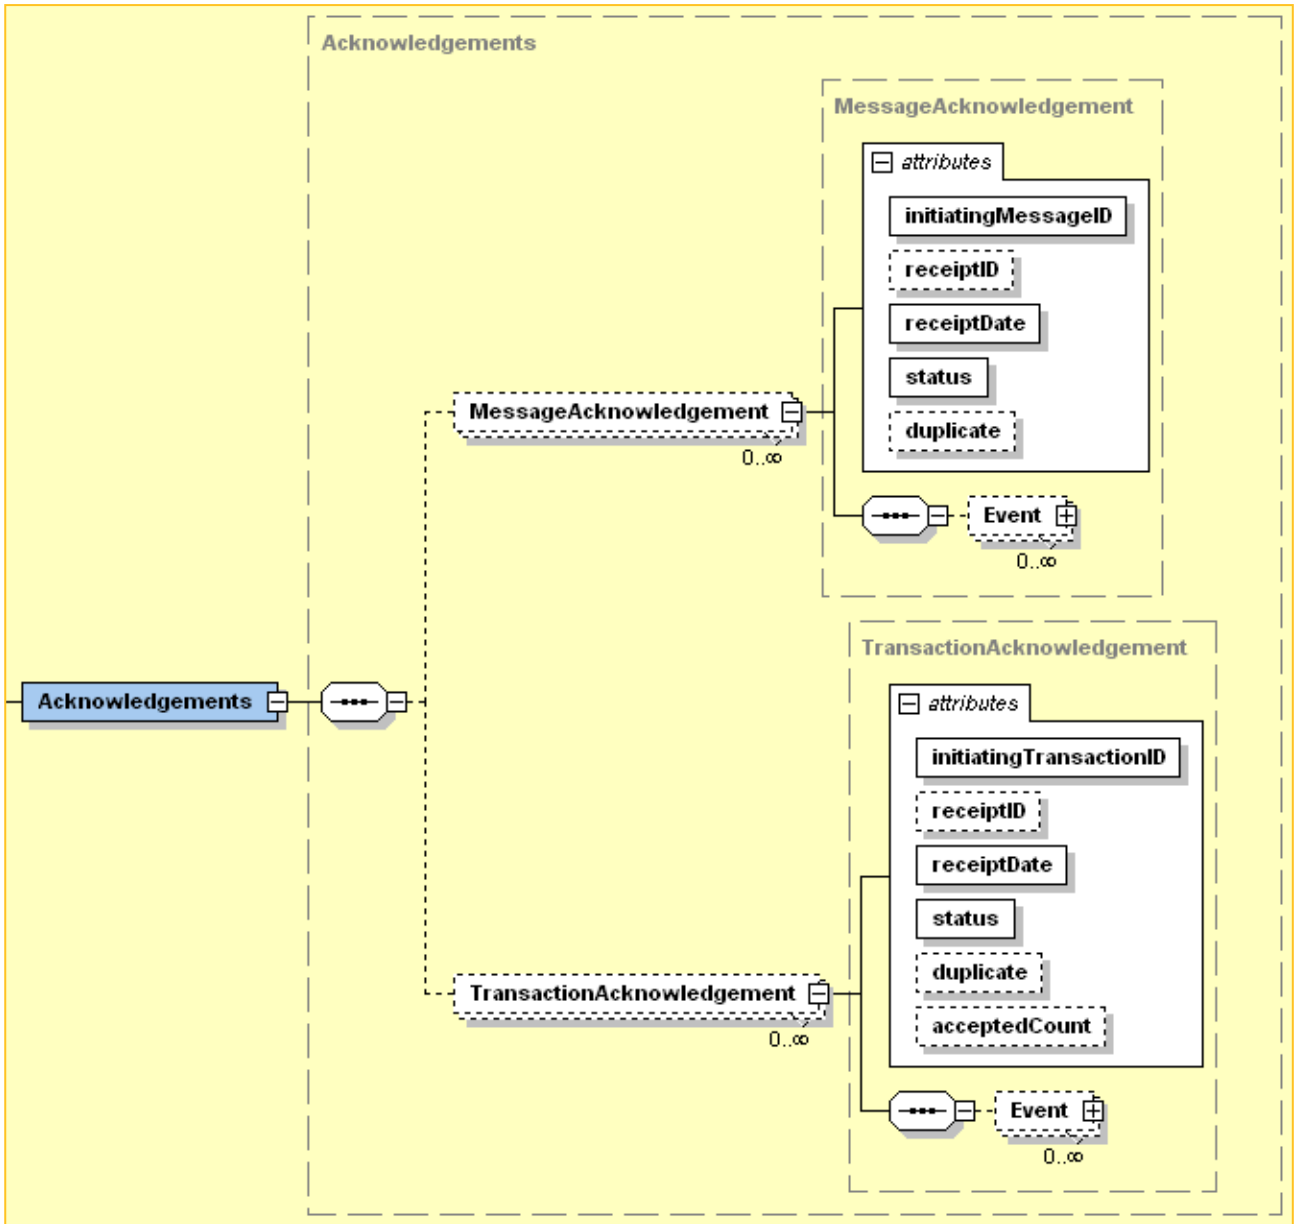 Acknowledgements
MessageAcknowledgement
attributes
initiatingMessageID
receiptID
receiptDate
status
duplicate
MessageAcknowledgement
0..∞
Event
0..∞
TransactionAcknowledgement
Acknowledgements
attributes
initiatingTransactionID
receiptID
receiptDate
status
duplicate
TransactionAcknowledgement
acceptedCount
0..∞
Event
0..∞